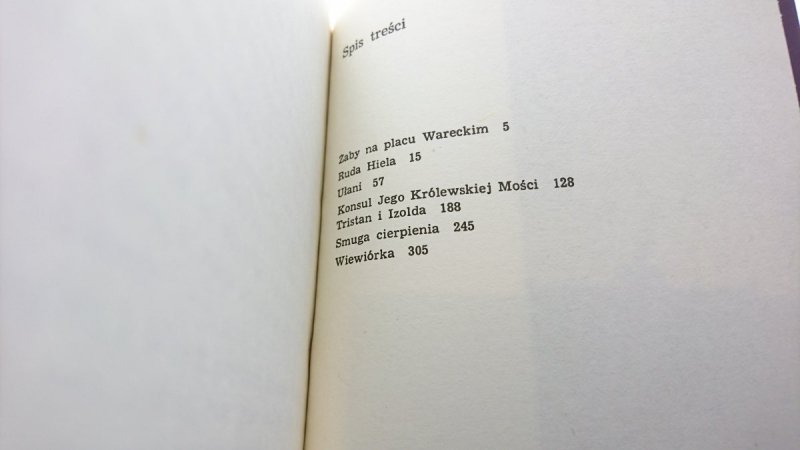 Spis treści
Żaby na placu Wareckim 5
Ruda Hiela 15
Ułani 57
Konsul Jego Królewskiej Mości 128
Tristan i Izolda 188
Smuga cierpienia 245
Wiewiórka 305